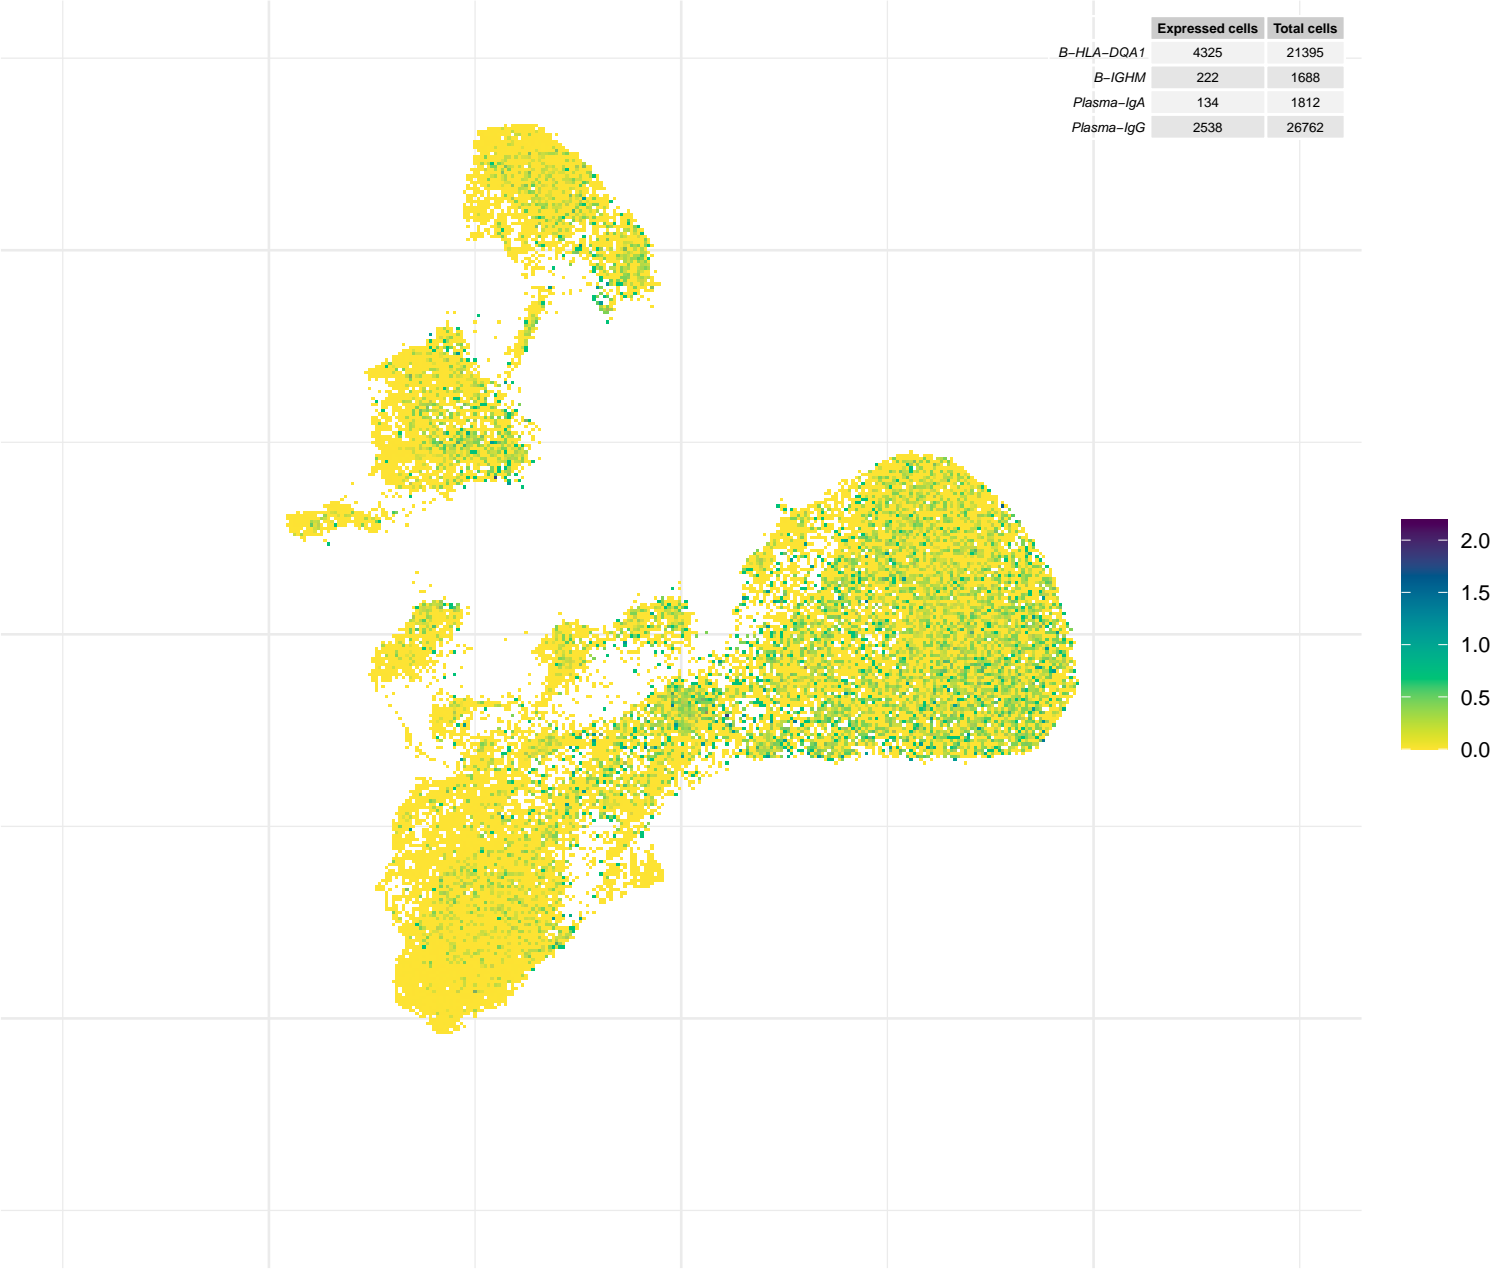 Expressed cells Total cells
B−HLA−DQA1 4325 21395
B−IGHM 222 1688
Plasma−IgA 134 1812
Plasma−IgG 2538 26762
2.0
1.5
1.0
0.5
0.0